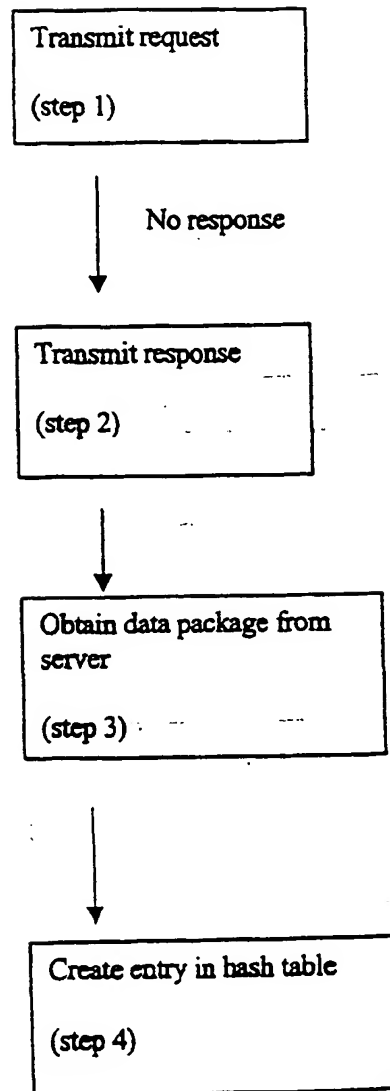 Transmit request
(step 1)
No response
Transmit response
(step 2)
Obtain data package from
server
(step 3)
Create entry in hash table
(step 4)